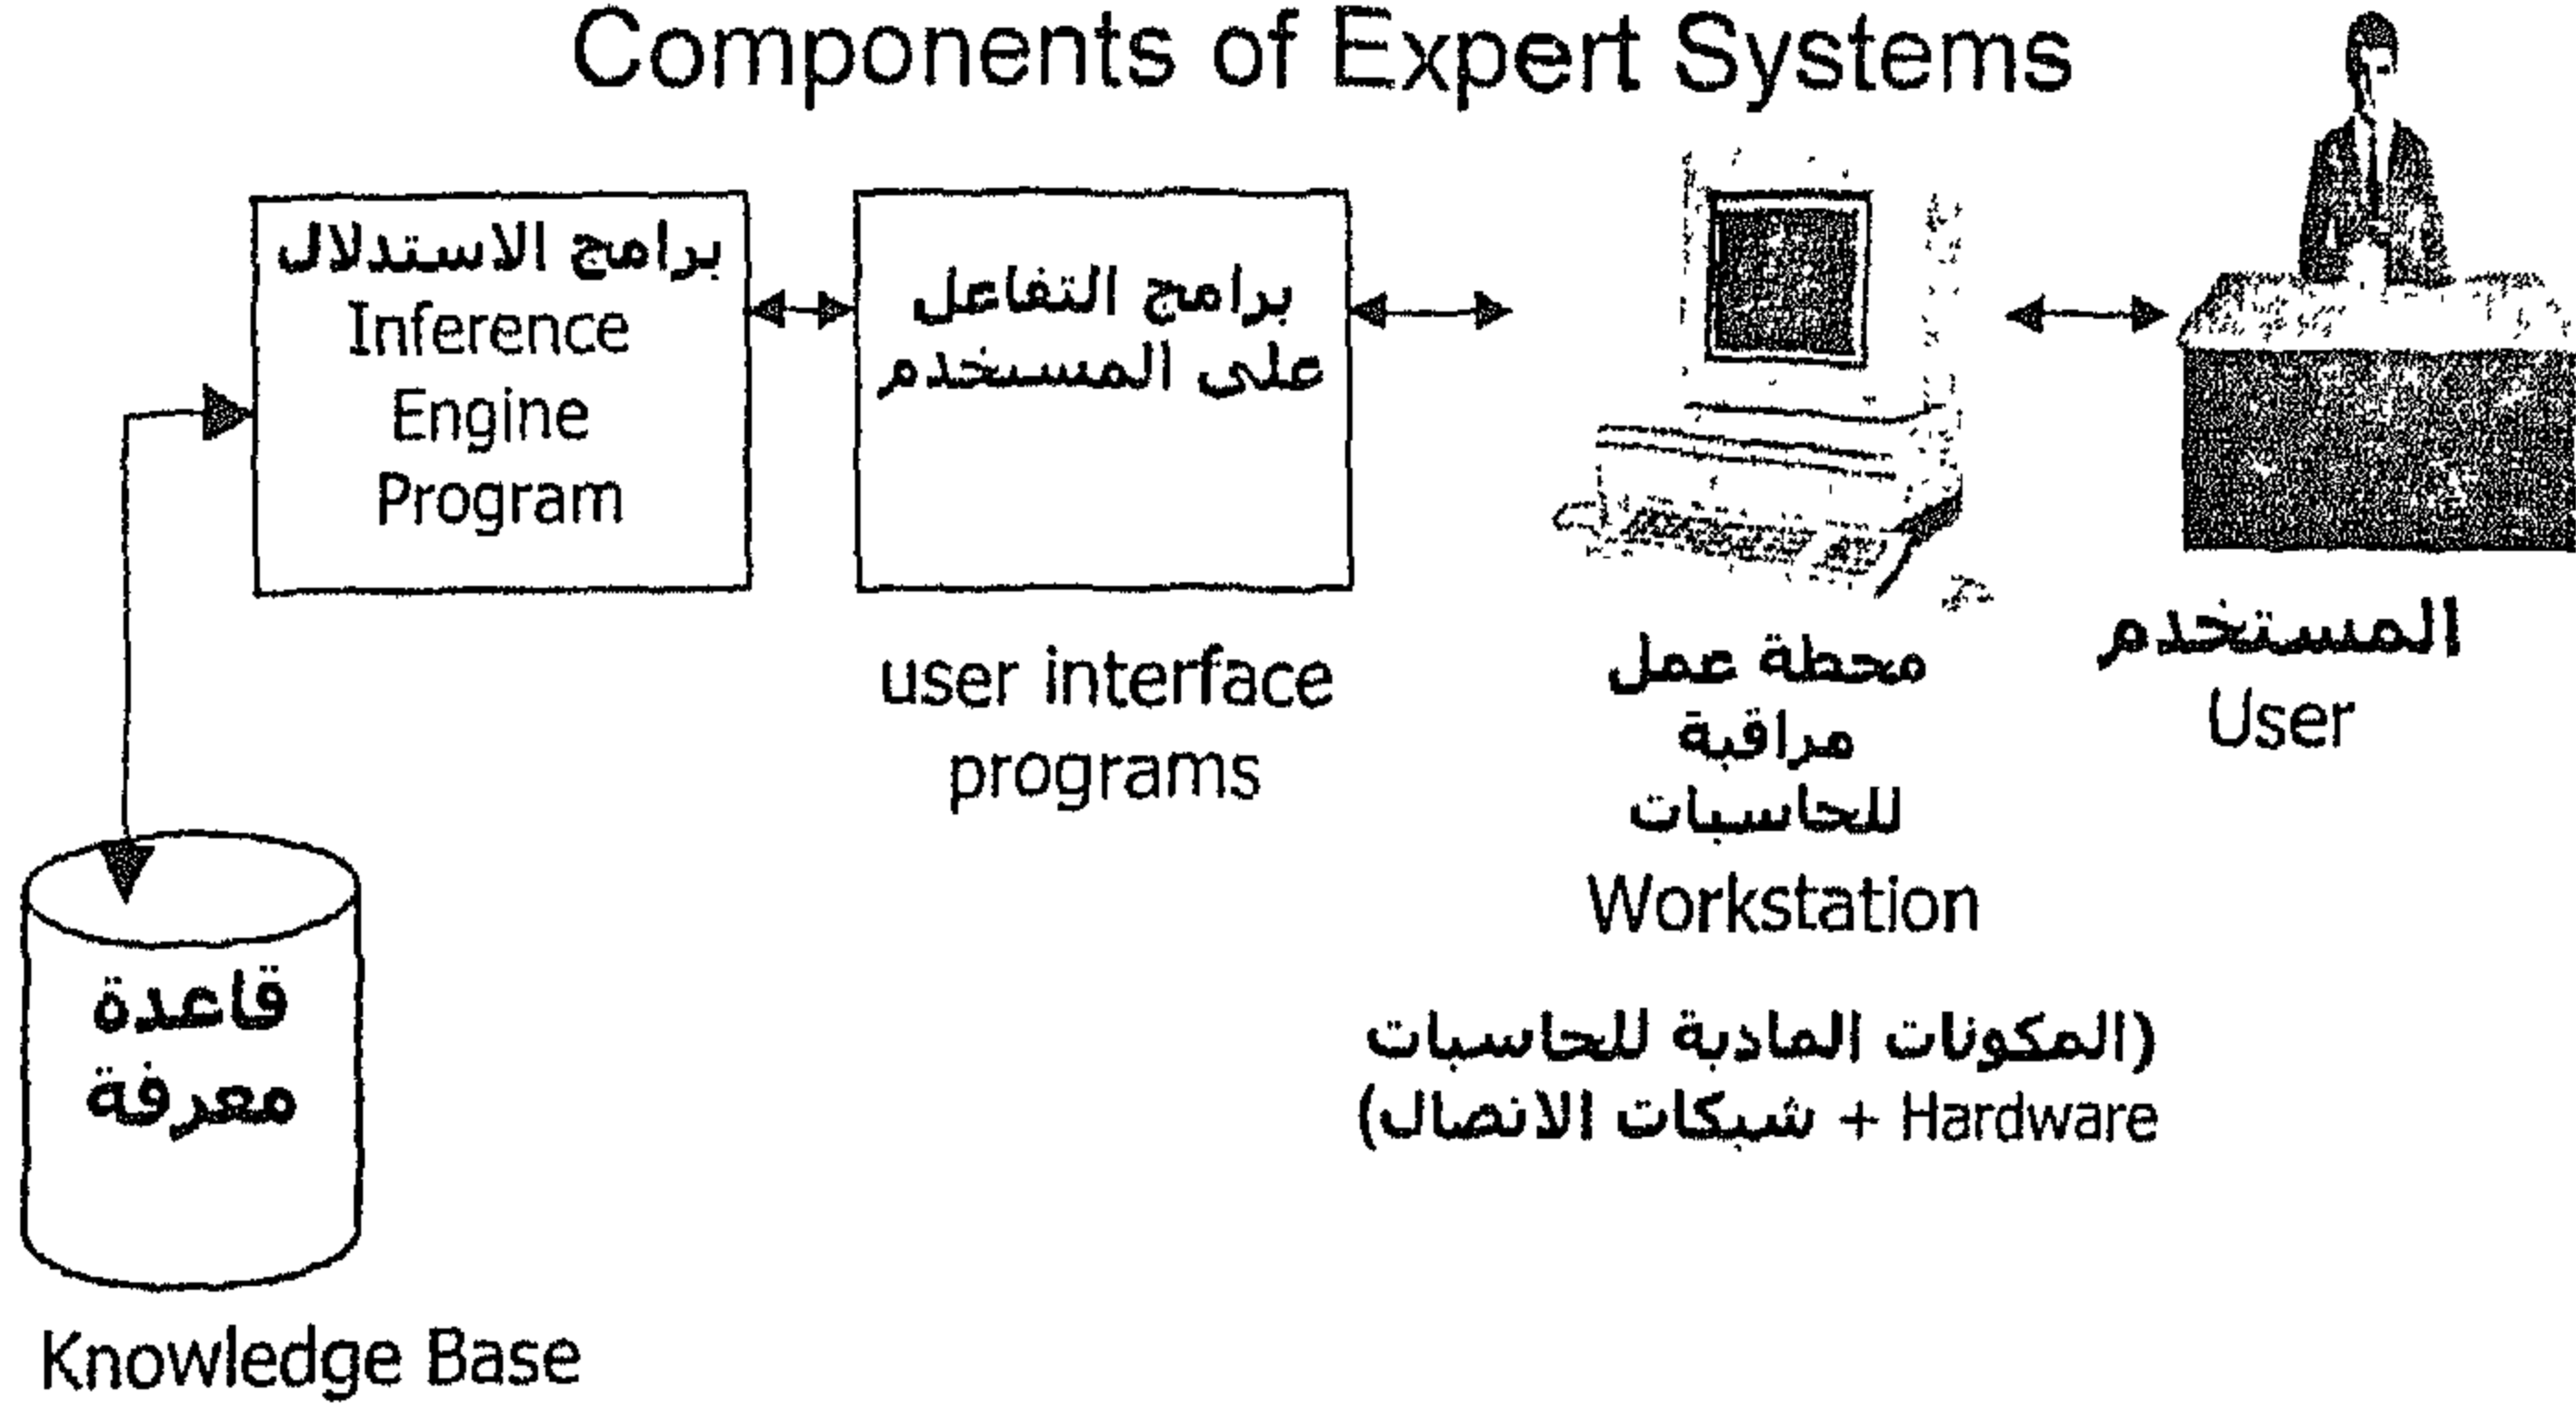 Components of Expert Systems
برامج الاستدلال
Inference
Engine
Program
برامج التفاعل
على المستخدم
user interface
programs
محطة عمل
مراقبة
للحاسبات
Workstation
(المكونات المادية للحاسبات
Hardware + شبكات الاتصال)
المستخدم
User
قاعدة
معرفة
Knowledge Base